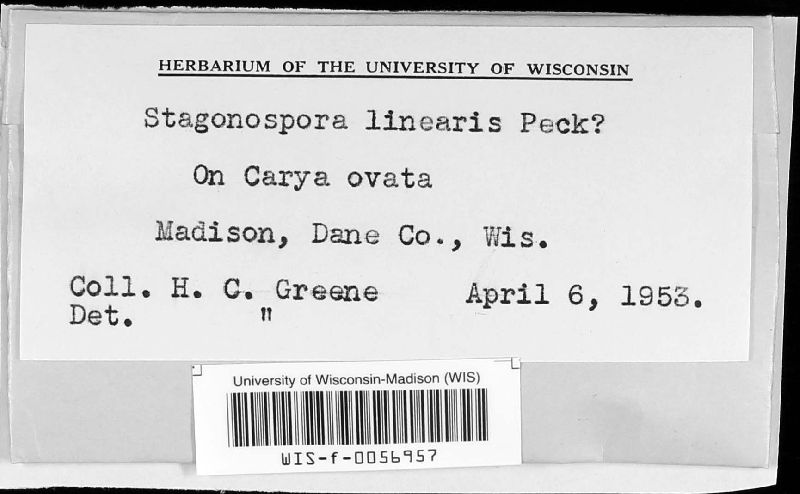 HERBARIUM OF THE UNIVERSITY OF WISCONSIN
Stagonospora linearis Peck?
On Carya ovata
Madison, Dane Co., Wis.
Coll. H. C. Greene April 6, 1953.
Det. "
University of Wisconsin-Madison (WIS)
WIS-f-0056957